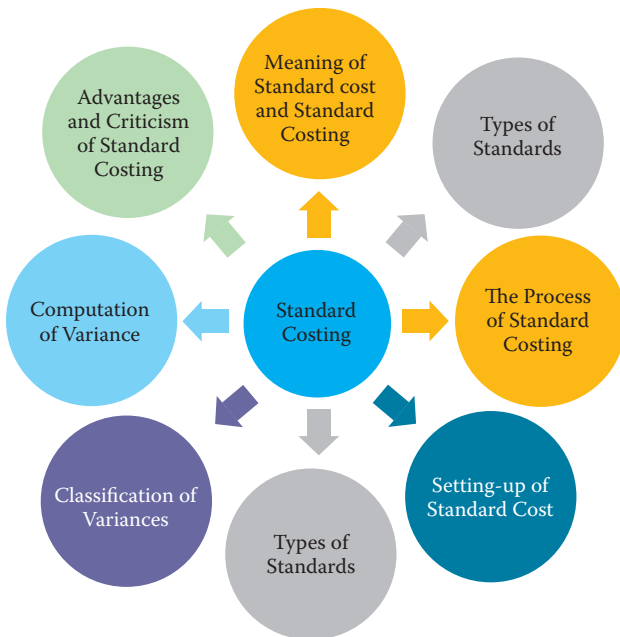 Meaning of
Standard cost
and Standard
Costing
Types of
Standards
The Process
of Standard
Costing
Setting-up of
Standard Cost
Types of
Standards
Classification of
Variances
Computation
of Variance
Advantages
and Criticism
of Standard
Costing
Standard
Costing